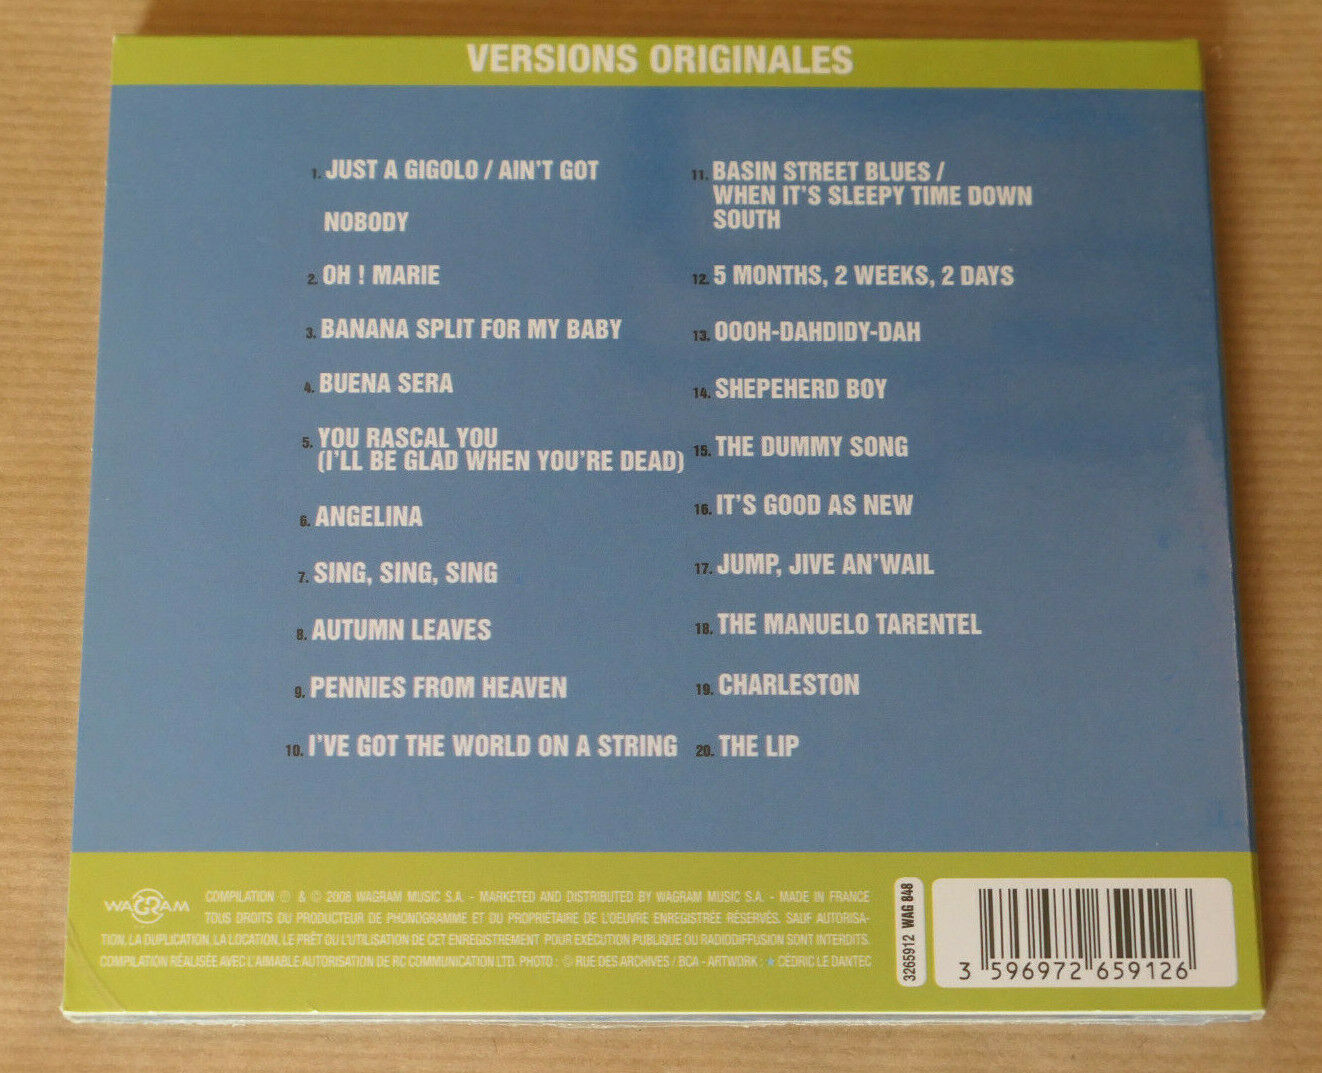 VERSIONS ORIGINALES
1. JUST A GIGOLO / AIN'T GOT
NOBODY
2. OH ! MARIE
3. BANANA SPLIT FOR MY BABY
4. BUENA SERA
5. YOU RASCAL YOU
(I'LL BE GLAD WHEN YOU'RE DEAD)
6. ANGELINA
7. SING, SING, SING
8. AUTUMN LEAVES
9. PENNIES FROM HEAVEN
10. I'VE GOT THE WORLD ON A STRING
11. BASIN STREET BLUES /
WHEN IT'S SLEEPY TIME DOWN
SOUTH
12. 5 MONTHS, 2 WEEKS, 2 DAYS
13. OOOH-DAHDIDY-DAH
14. SHEPEHERD BOY
15. THE DUMMY SONG
16. IT'S GOOD AS NEW
17. JUMP, JIVE AN'WAIL
18. THE MANUELO TARENTEL
19. CHARLESTON
20. THE LIP
WAGRAM
COMPILATION ℗ & © 2008 WAGRAM MUSIC S.A. - MARKETED AND DISTRIBUTED BY WAGRAM MUSIC S.A. - MADE IN FRANCE
TOUS DROITS DU PRODUCTEUR DE PHONOGRAMME ET DU PROPRIÉTAIRE DE L'OEUVRE ENREGISTRÉE RÉSERVÉS. SAUF AUTORISA-
TION, LA DUPLICATION, LA LOCATION, LE PRÊT OU L'UTILISATION DE CET ENREGISTREMENT POUR EXÉCUTION PUBLIQUE OU RADIODIFFUSION SONT INTERDITS.
COMPILATION RÉALISÉE AVEC L'AIMABLE AUTORISATION DE RC COMMUNICATION LTD. PHOTO : © RUE DES ARCHIVES / BCA - ARTWORK : ★ CÉDRIC LE DANTEC
3265912 WAG 848
3 596972 659126